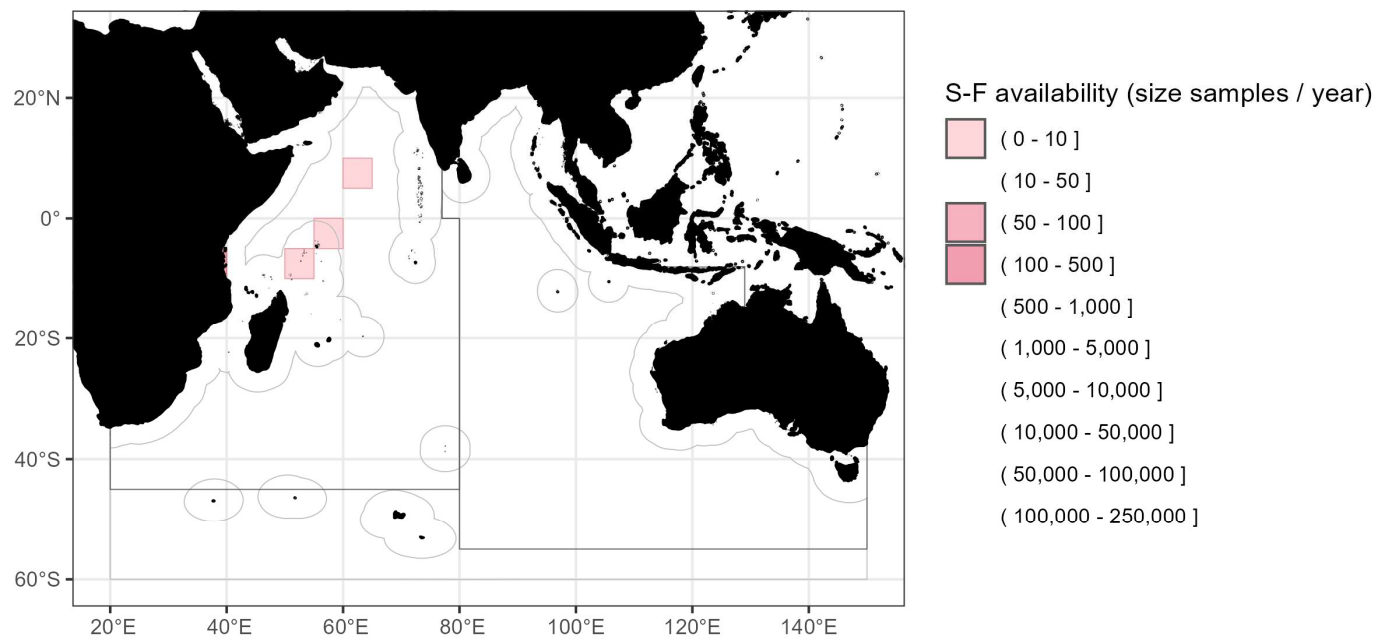 S-F availability (size samples / year)
( 0 - 10 ]
( 10 - 50 ]
( 50 - 100 ]
( 100 - 500 ]
( 500 - 1,000 ]
( 1,000 - 5,000 ]
( 5,000 - 10,000 ]
( 10,000 - 50,000 ]
( 50,000 - 100,000 ]
( 100,000 - 250,000 ]
20°N
0°
20°S
40°S
60°S
20°E 40°E 60°E 80°E 100°E 120°E 140°E